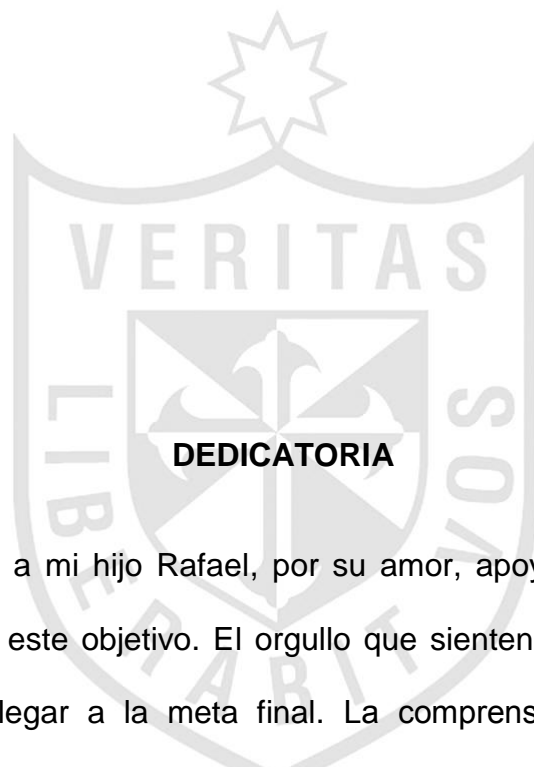 VERITAS
LIBERABIT VOS
DEDICATORIA
a mi hijo Rafael, por su amor, apoy
este objetivo. El orgullo que sienten
legar a la meta final. La comprens